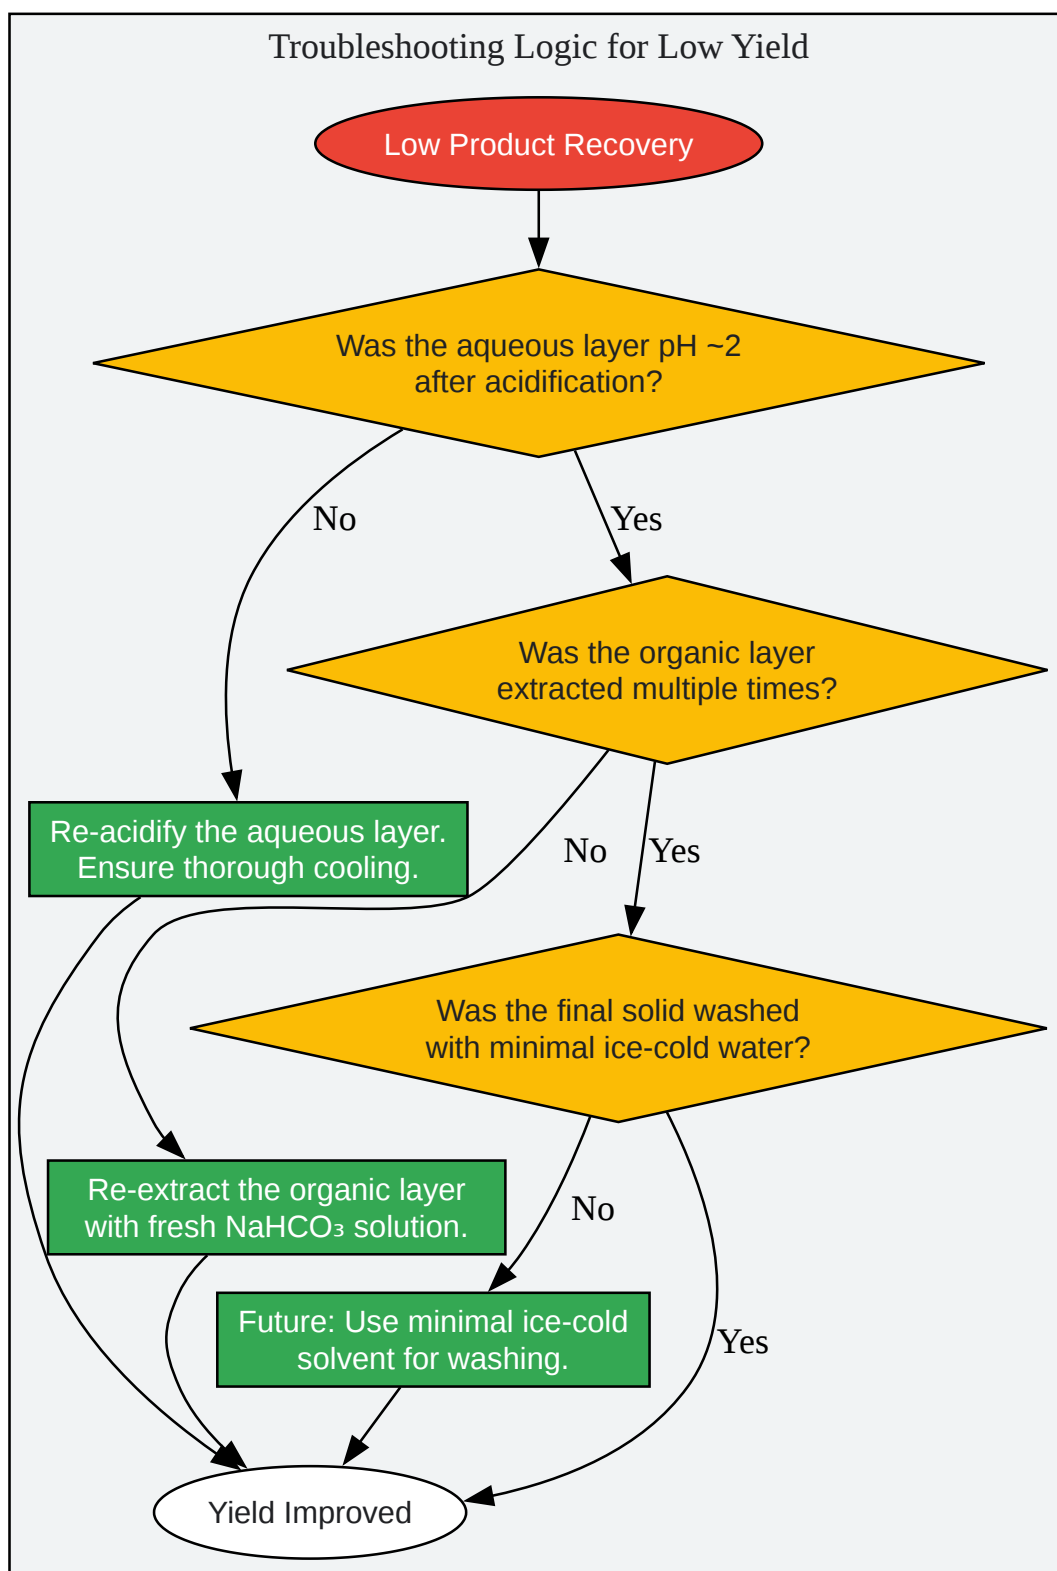 Troubleshooting Logic for Low Yield
Low Product Recovery
Was the aqueous layer pH ~2
after acidification?
No
Yes
Was the organic layer
extracted multiple times?
Re-acidify the aqueous layer.
Ensure thorough cooling.
No
Yes
Was the final solid washed
with minimal ice-cold water?
Re-extract the organic layer
with fresh NaHCO₃ solution.
No
Future: Use minimal ice-cold
solvent for washing.
Yes
Yield Improved